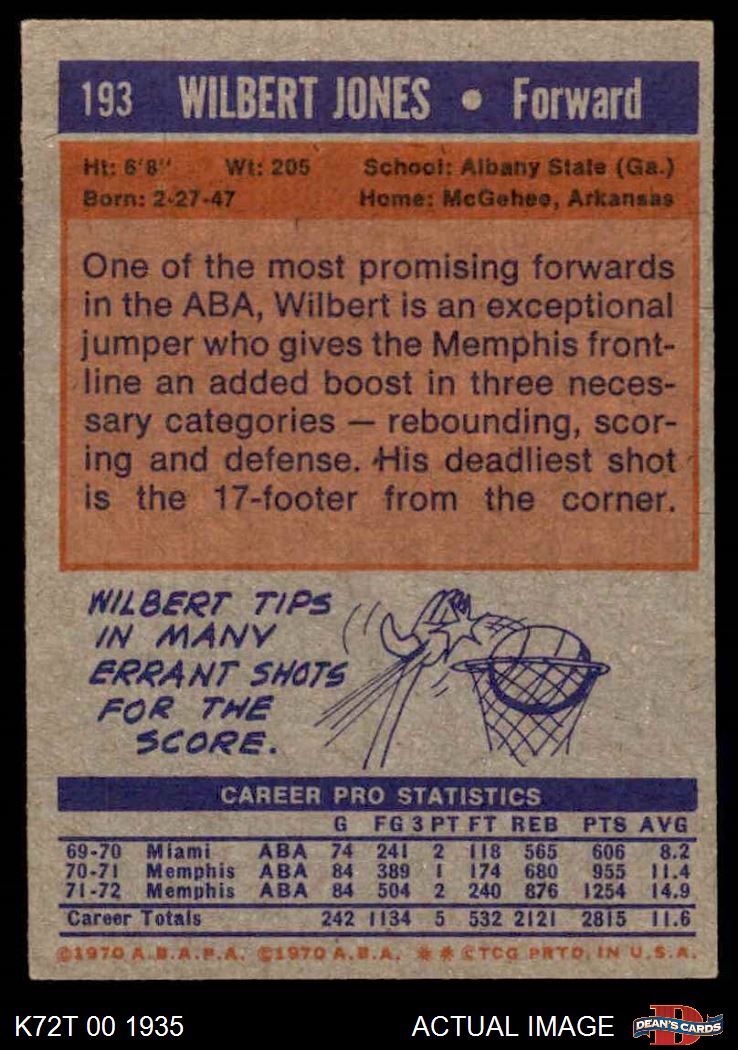 193 WILBERT JONES • Forward
Ht: 6'8" Wt: 205 School: Albany State (Ga.)
Born: 2-27-47 Home: McGehee, Arkansas
One of the most promising forwards
in the ABA, Wilbert is an exceptional
jumper who gives the Memphis front-
line an added boost in three neces-
sary categories — rebounding, scor-
ing and defense. His deadliest shot
is the 17-footer from the corner.
WILBERT TIPS
IN MANY
ERRANT SHOTS
FOR THE
SCORE.
CAREER PRO STATISTICS
G FG 3 PT FT REB PTS AVG
69-70 Miami ABA 74 241 2 118 565 606 8.2
70-71 Memphis ABA 84 389 1 174 680 955 11.4
71-72 Memphis ABA 84 504 2 240 876 1254 14.9
Career Totals 242 1134 5 532 2121 2815 11.6
©1970 A.B.A.P.A. ©1970 A.B.A. ** ©TCG PRTD. IN U.S.A.
K72T 00 1935 ACTUAL IMAGE DEAN'S CARDS